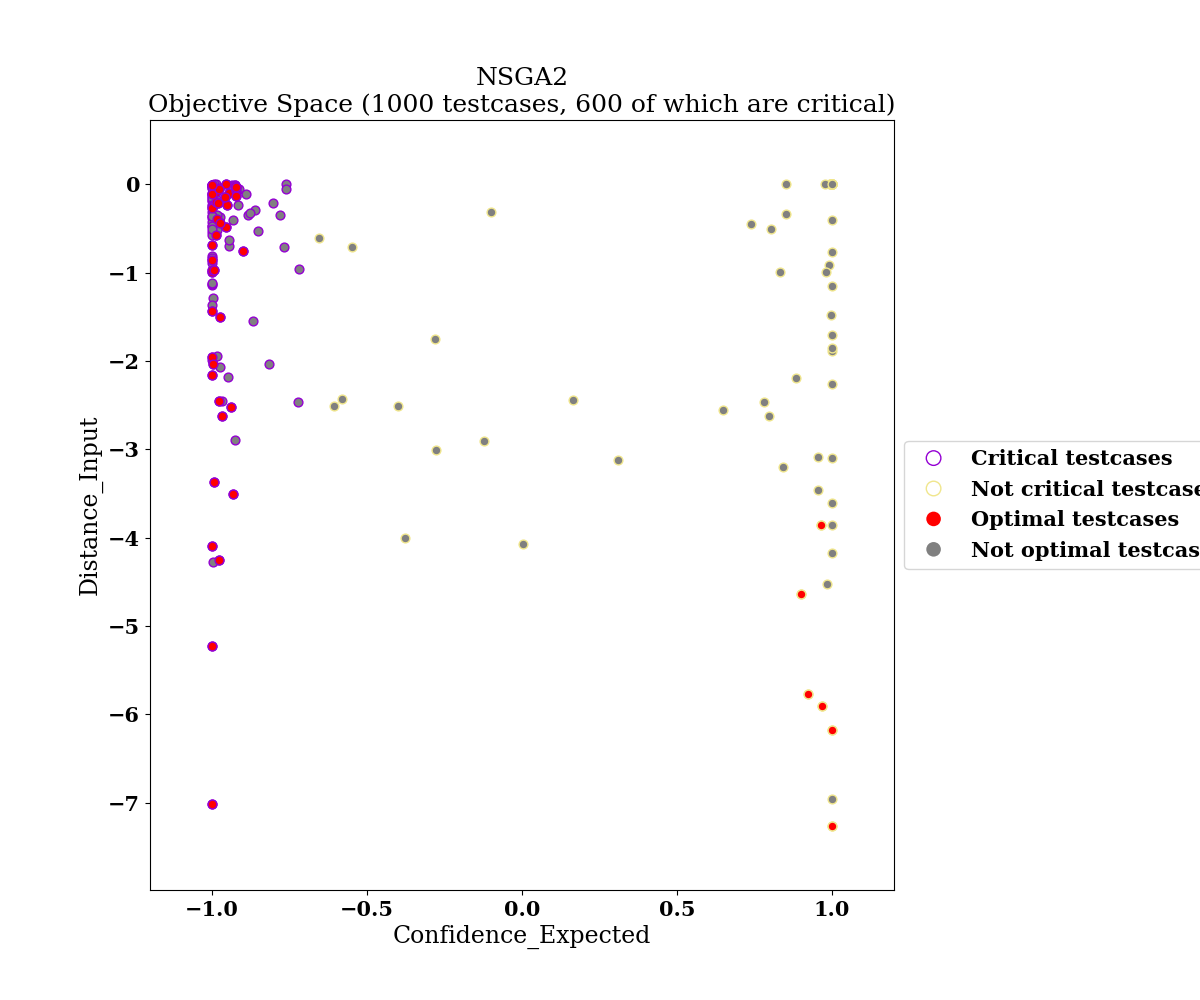 NSGA2
Objective Space (1000 testcases, 600 of which are critical)
0
−1
−2
−3
−4
−5
−6
−7
Distance_Input
−1.0
−0.5
0.0
0.5
1.0
Confidence_Expected
Critical testcases
Not critical testcase
Optimal testcases
Not optimal testcas